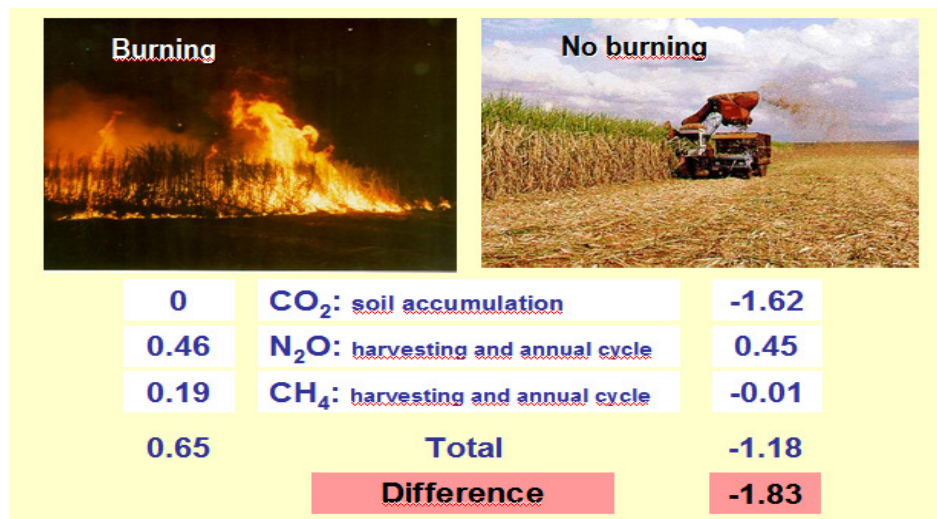 Burning
No burning
0 CO₂: soil accumulation -1.62
0.46 N₂O: harvesting and annual cycle 0.45
0.19 CH₄: harvesting and annual cycle -0.01
0.65 Total -1.18
Difference -1.83